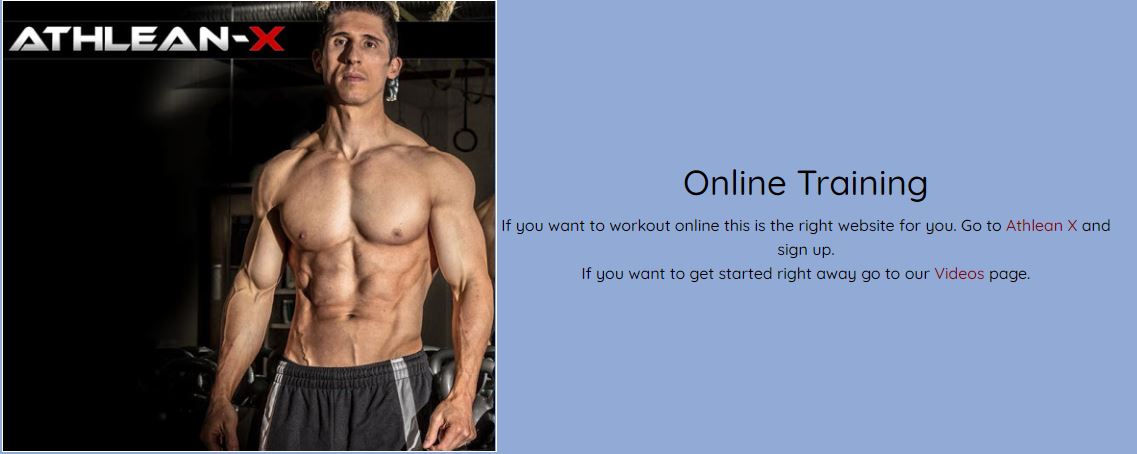 ATHLEAN-X
Online Training
If you want to workout online this is the right website for you. Go to Athlean X and
sign up.
If you want to get started right away go to our Videos page.